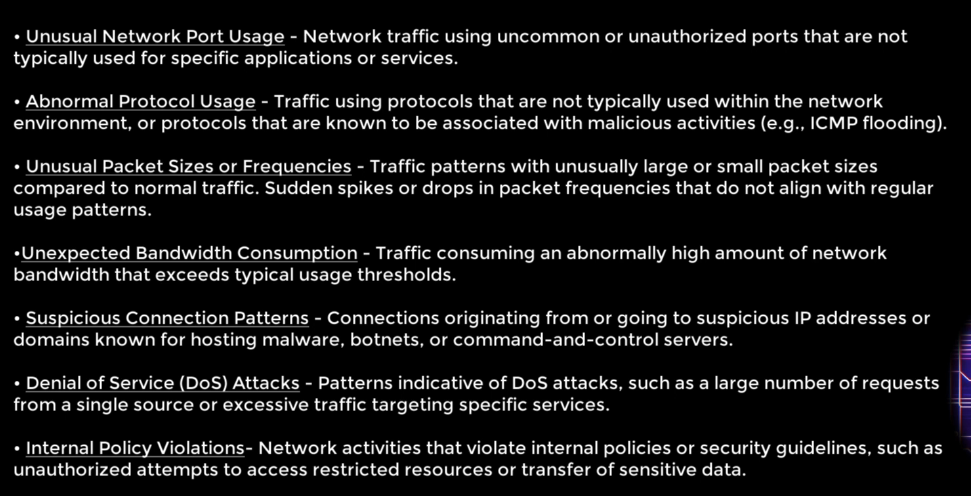 • Unusual Network Port Usage - Network traffic using uncommon or unauthorized ports that are not
typically used for specific applications or services.
• Abnormal Protocol Usage - Traffic using protocols that are not typically used within the network
environment, or protocols that are known to be associated with malicious activities (e.g., ICMP flooding).
• Unusual Packet Sizes or Frequencies - Traffic patterns with unusually large or small packet sizes
compared to normal traffic. Sudden spikes or drops in packet frequencies that do not align with regular
usage patterns.
•Unexpected Bandwidth Consumption - Traffic consuming an abnormally high amount of network
bandwidth that exceeds typical usage thresholds.
• Suspicious Connection Patterns - Connections originating from or going to suspicious IP addresses or
domains known for hosting malware, botnets, or command-and-control servers.
• Denial of Service (DoS) Attacks - Patterns indicative of DoS attacks, such as a large number of requests
from a single source or excessive traffic targeting specific services.
• Internal Policy Violations- Network activities that violate internal policies or security guidelines, such as
unauthorized attempts to access restricted resources or transfer of sensitive data.